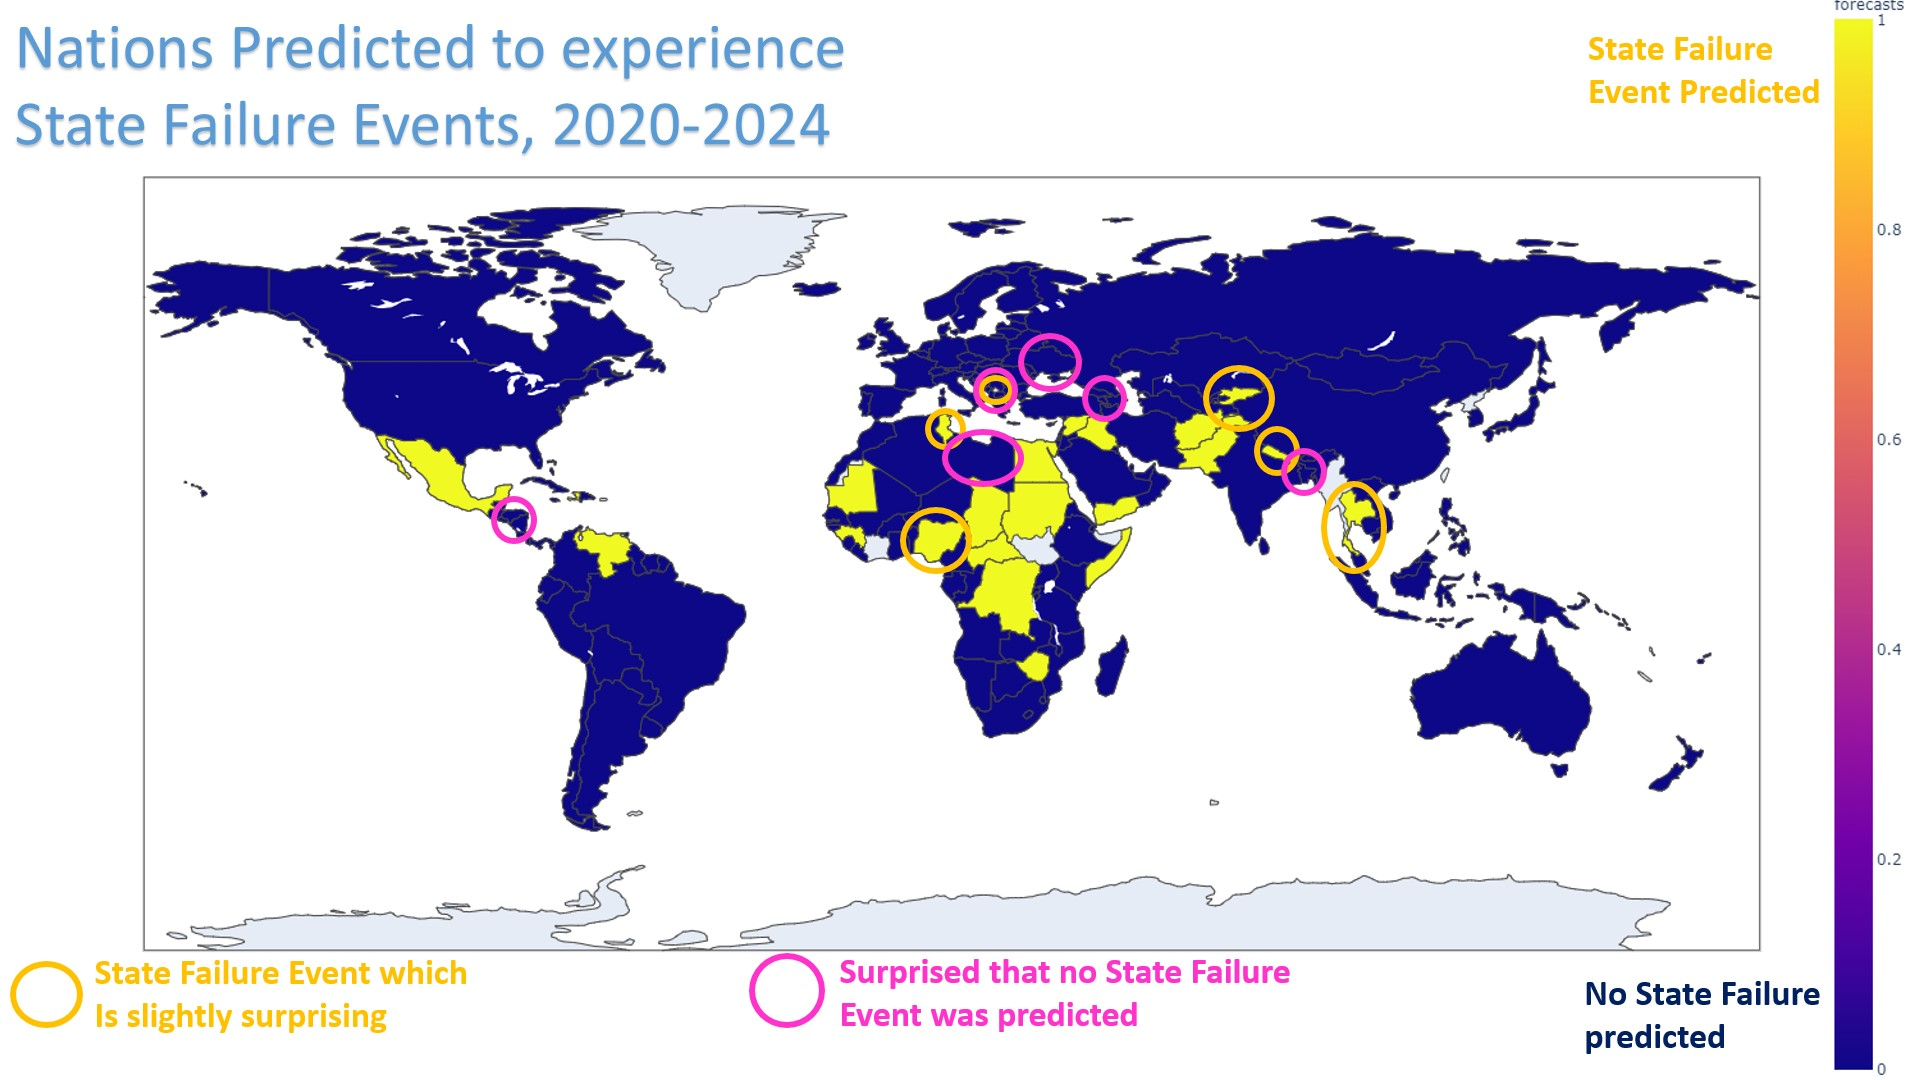 Nations Predicted to experience
State Failure Events, 2020-2024
forecasts
State Failure
Event Predicted
1
0.8
0.6
0.4
0.2
0
State Failure Event which
Is slightly surprising
Surprised that no State Failure
Event was predicted
No State Failure
predicted